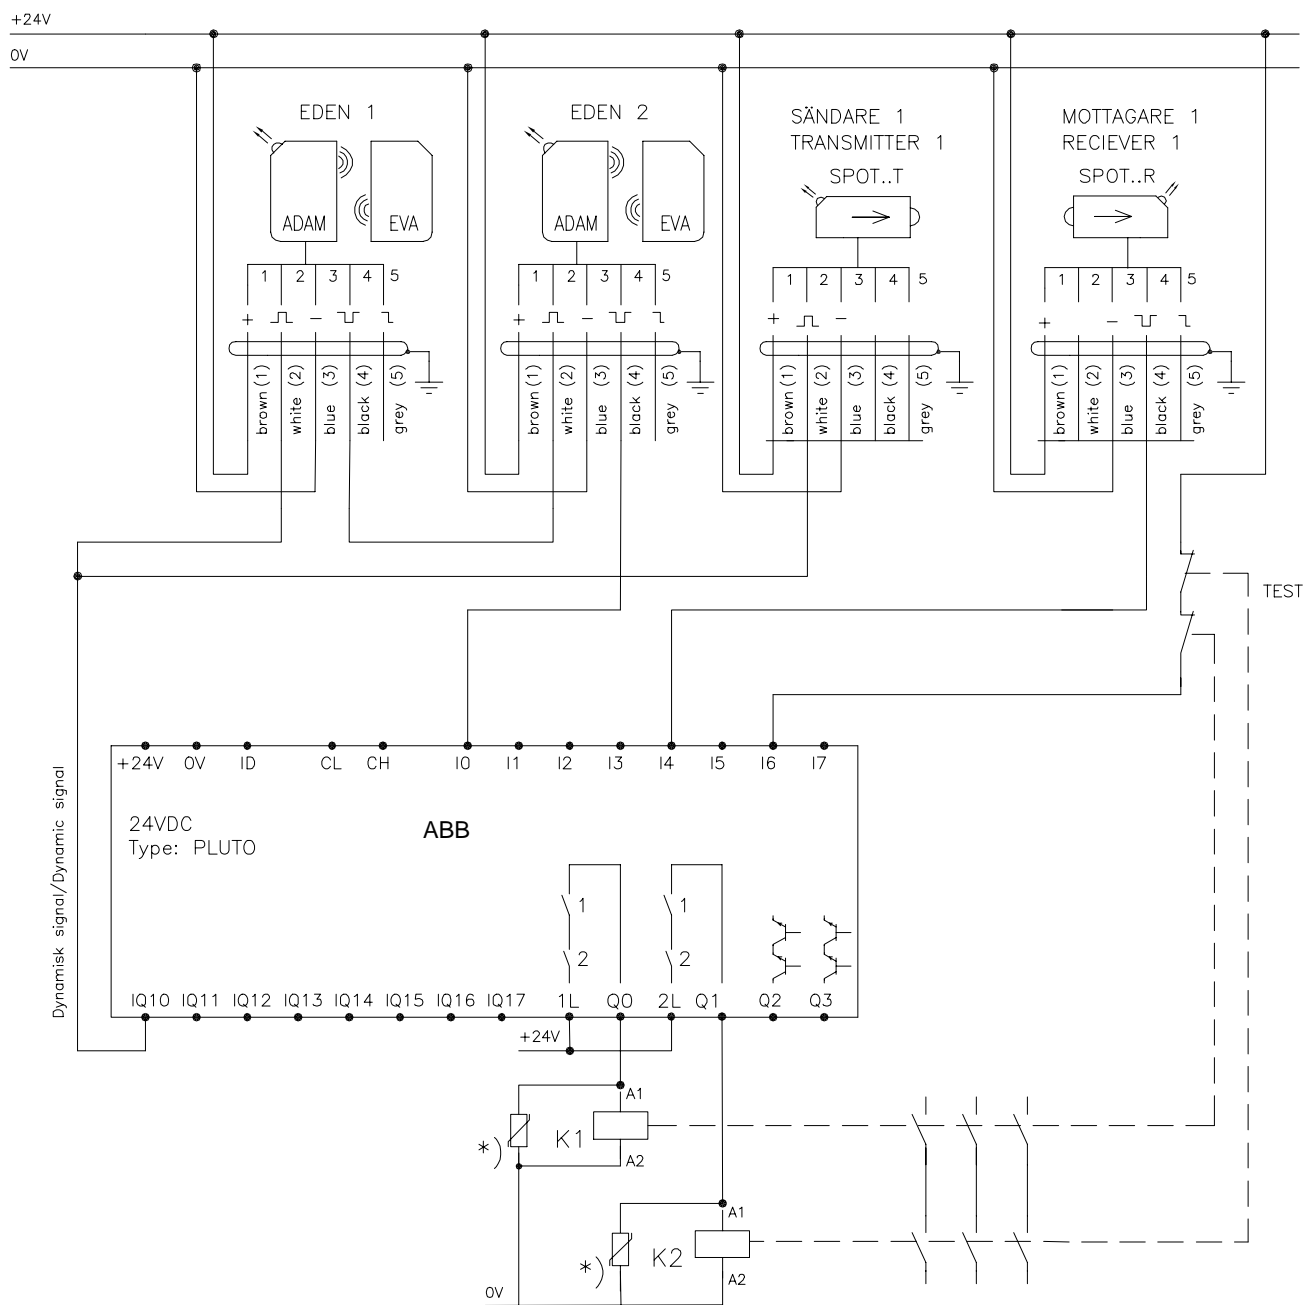 +24V
0V
EDEN 1
EDEN 2
SÄNDARE 1
TRANSMITTER 1
MOTTAGARE 1
RECIEVER 1
SPOT..T
SPOT..R
ADAM
EVA
ADAM
EVA
1 2 3 4 5
1 2 3 4 5
1 2 3 4 5
1 2 3 4 5
+ −
+ −
+ −
+ −
brown (1)
white (2)
blue (3)
black (4)
grey (5)
brown (1)
white (2)
blue (3)
black (4)
grey (5)
brown (1)
white (2)
blue (3)
black (4)
grey (5)
brown (1)
white (2)
blue (3)
black (4)
grey (5)
TEST
Dynamisk signal/Dynamic signal
+24V 0V ID CL CH I0 I1 I2 I3 I4 I5 I6 I7
24VDC
Type: PLUTO
ABB
1
2
1
2
IQ10 IQ11 IQ12 IQ13 IQ14 IQ15 IQ16 IQ17 1L Q0 2L Q1 Q2 Q3
+24V
A1
*) K1
A2
A1
*) K2
A2
0V